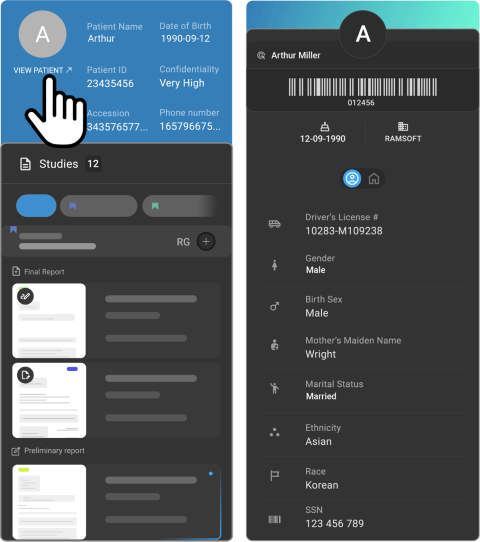 A
Patient Name
Arthur
Date of Birth
1990-09-12
VIEW PATIENT
Patient ID
23435456
Confidentiality
Very High
Accession
343576577...
Phone number
165796675...
Studies 12
RG
Final Report
Preliminary report
A
Arthur Miller
012456
12-09-1990
RAMSOFT
Driver's License #
10283-M109238
Gender
Male
Birth Sex
Male
Mother's Maiden Name
Wright
Marital Status
Married
Ethnicity
Asian
Race
Korean
SSN
123 456 789